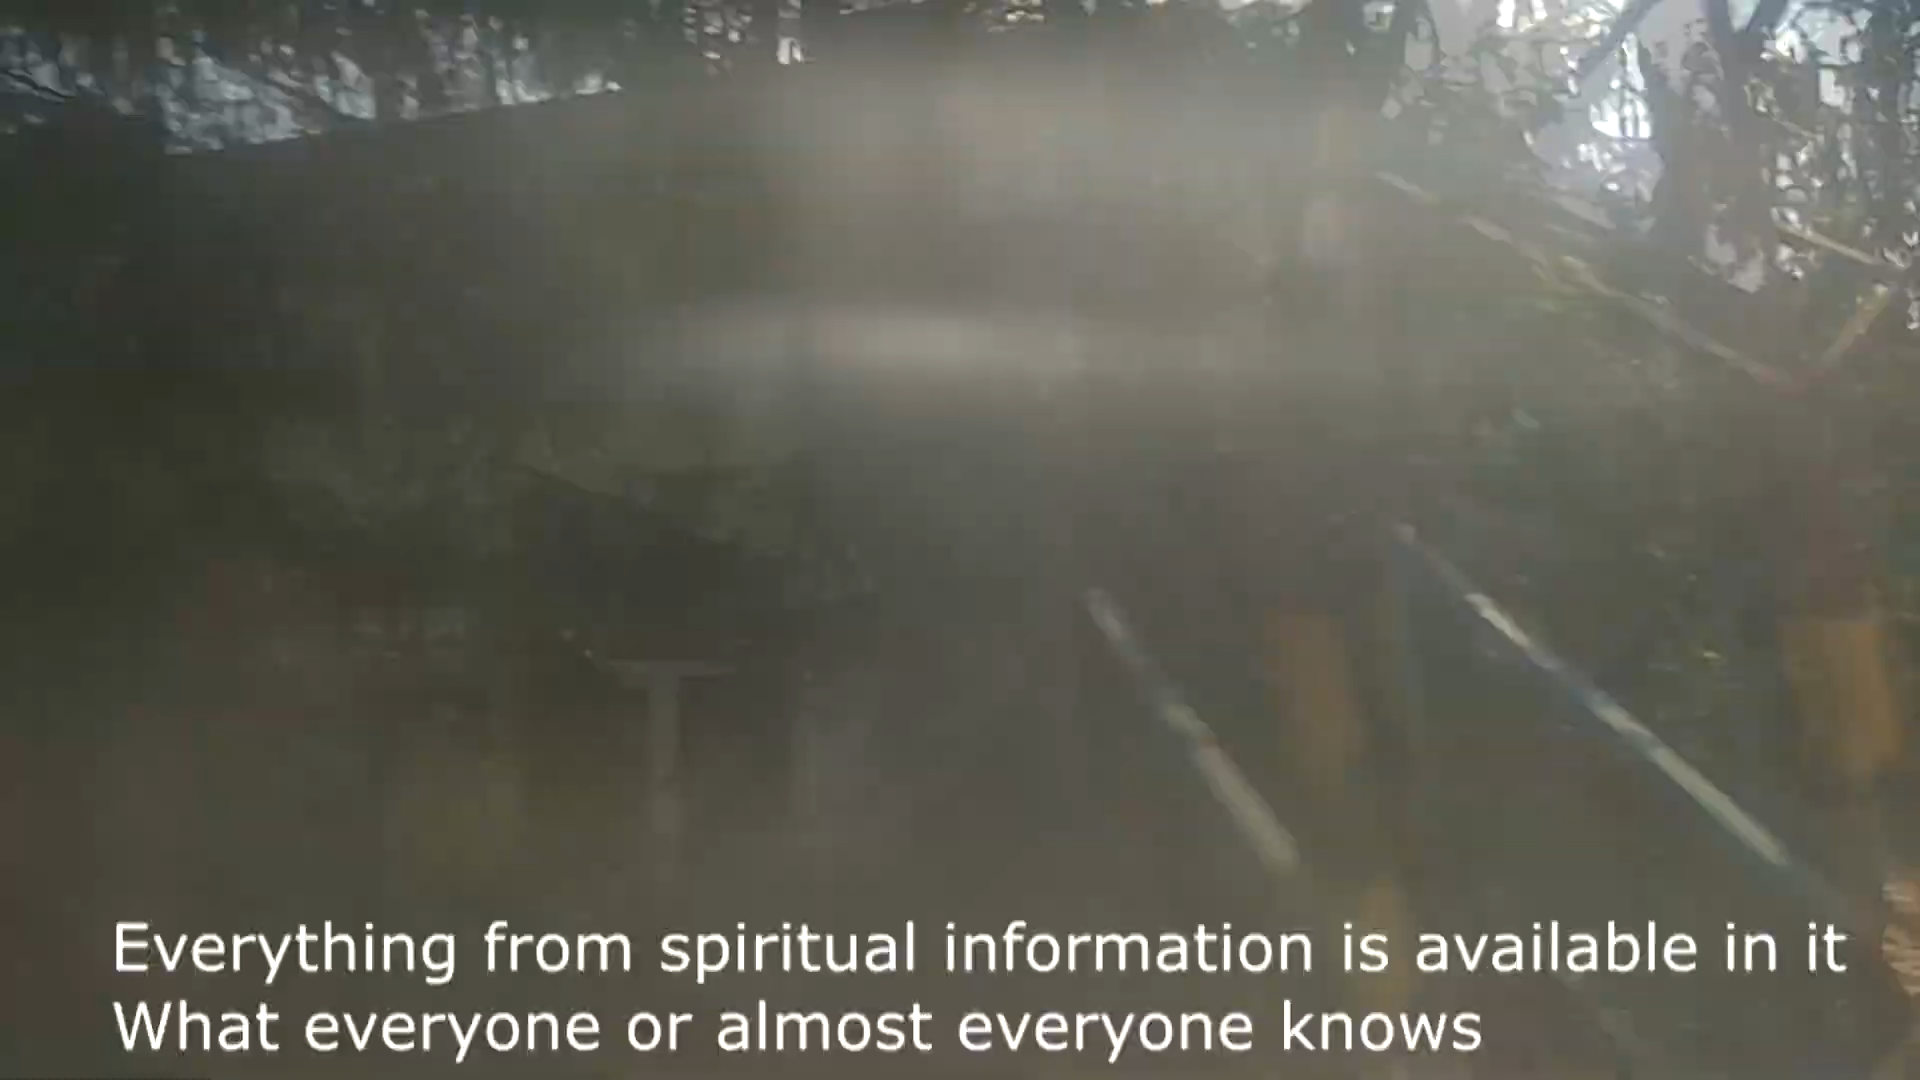 Everything from spiritual information is available in it
What everyone or almost everyone knows